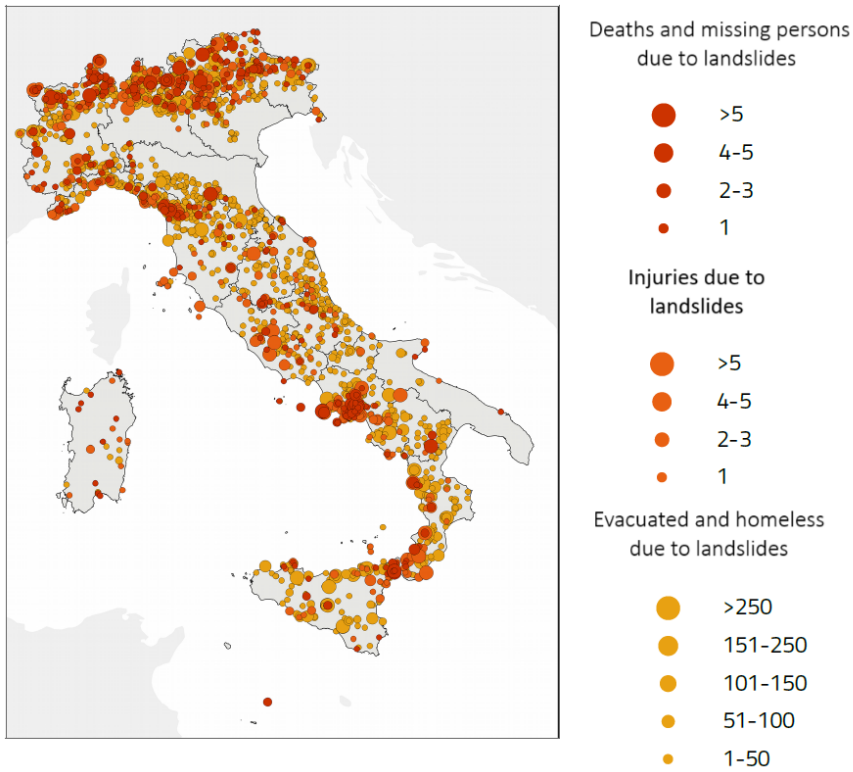 Deaths and missing persons
due to landslides
>5
4-5
2-3
1
Injuries due to
landslides
>5
4-5
2-3
1
Evacuated and homeless
due to landslides
>250
151-250
101-150
51-100
1-50